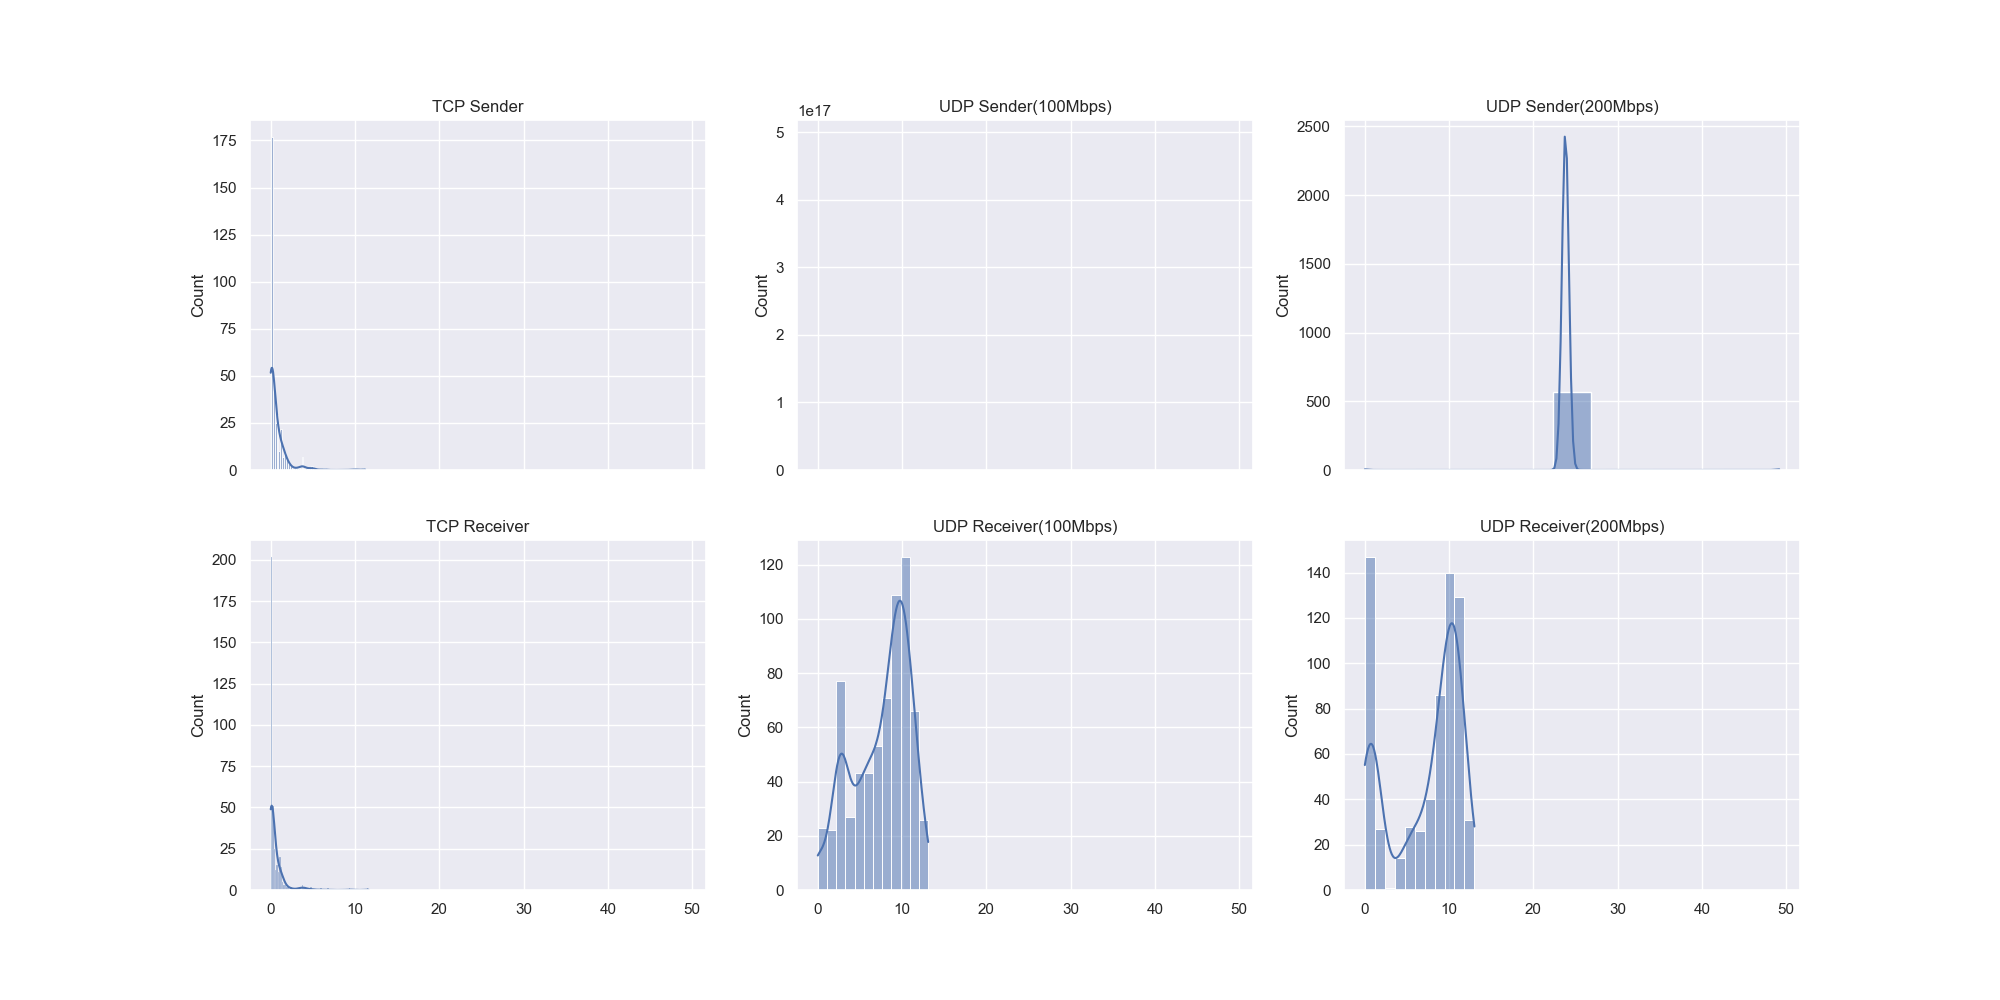 TCP Sender
Count
175
150
125
100
75
50
25
0
UDP Sender(100Mbps)
1e17
Count
5
4
3
2
1
0
UDP Sender(200Mbps)
Count
2500
2000
1500
1000
500
0
TCP Receiver
Count
200
175
150
125
100
75
50
25
0
0 10 20 30 40 50
UDP Receiver(100Mbps)
Count
120
100
80
60
40
20
0
0 10 20 30 40 50
UDP Receiver(200Mbps)
Count
140
120
100
80
60
40
20
0
0 10 20 30 40 50